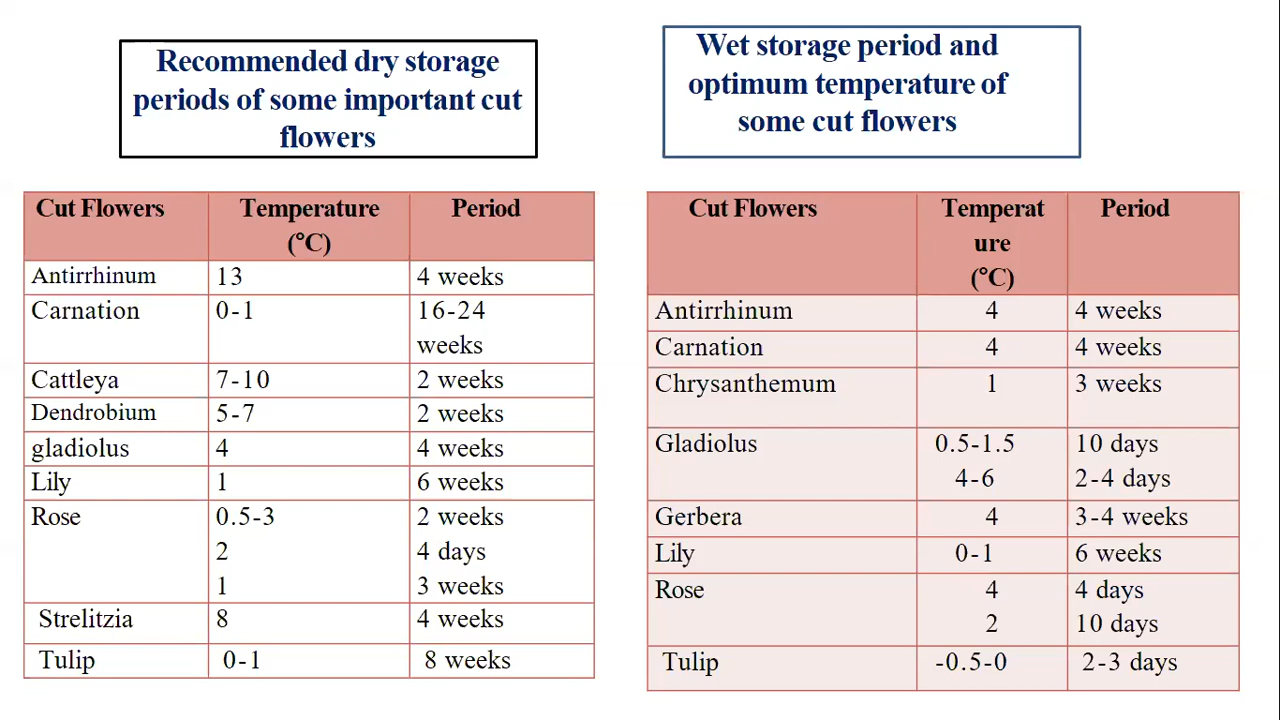 Recommended dry storage
periods of some important cut
flowers
Wet storage period and
optimum temperature of
some cut flowers
Cut Flowers Temperature Period
(°C)
Antirrhinum 13 4 weeks
Carnation 0-1 16-24
weeks
Cattleya 7-10 2 weeks
Dendrobium 5-7 2 weeks
gladiolus 4 4 weeks
Lily 1 6 weeks
Rose 0.5-3 2 weeks
2 4 days
1 3 weeks
Strelitzia 8 4 weeks
Tulip 0-1 8 weeks
Cut Flowers Temperat Period
ure
(°C)
Antirrhinum 4 4 weeks
Carnation 4 4 weeks
Chrysanthemum 1 3 weeks
Gladiolus 0.5-1.5 10 days
4-6 2-4 days
Gerbera 4 3-4 weeks
Lily 0-1 6 weeks
Rose 4 4 days
2 10 days
Tulip -0.5-0 2-3 days